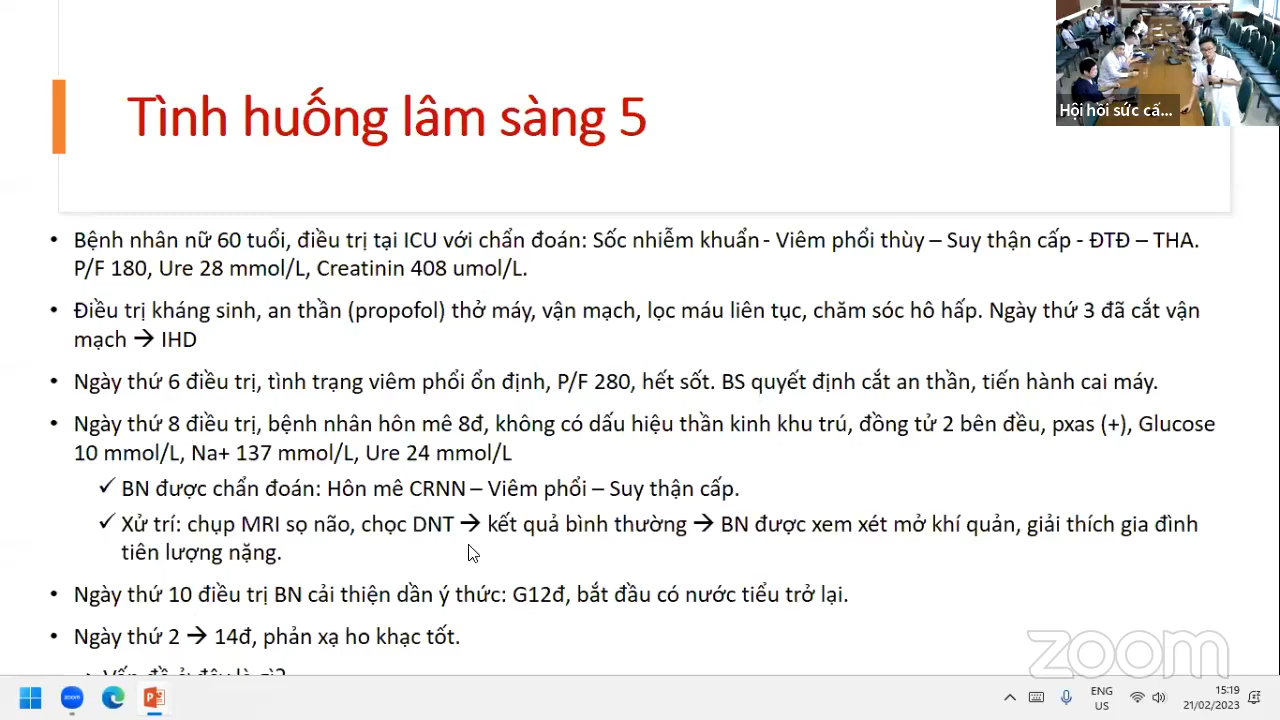 Hội hồi sức cấ...
Tình huống lâm sàng 5
• Bệnh nhân nữ 60 tuổi, điều trị tại ICU với chẩn đoán: Sốc nhiễm khuẩn - Viêm phổi thùy – Suy thận cấp - ĐTĐ – THA.
P/F 180, Ure 28 mmol/L, Creatinin 408 umol/L.
• Điều trị kháng sinh, an thần (propofol) thở máy, vận mạch, lọc máu liên tục, chăm sóc hô hấp. Ngày thứ 3 đã cắt vận
mạch → IHD
• Ngày thứ 6 điều trị, tình trạng viêm phổi ổn định, P/F 280, hết sốt. BS quyết định cắt an thần, tiến hành cai máy.
• Ngày thứ 8 điều trị, bệnh nhân hôn mê 8đ, không có dấu hiệu thần kinh khu trú, đồng tử 2 bên đều, pxas (+), Glucose
10 mmol/L, Na+ 137 mmol/L, Ure 24 mmol/L
✓ BN được chẩn đoán: Hôn mê CRNN – Viêm phổi – Suy thận cấp.
✓ Xử trí: chụp MRI sọ não, chọc DNT → kết quả bình thường → BN được xem xét mở khí quản, giải thích gia đình
tiên lượng nặng.
• Ngày thứ 10 điều trị BN cải thiện dần ý thức: G12đ, bắt đầu có nước tiểu trở lại.
• Ngày thứ 2 → 14đ, phản xạ ho khạc tốt.
Vấn đề ở đây là gì?
zoom
zoom
ENG
US
15:19
21/02/2023